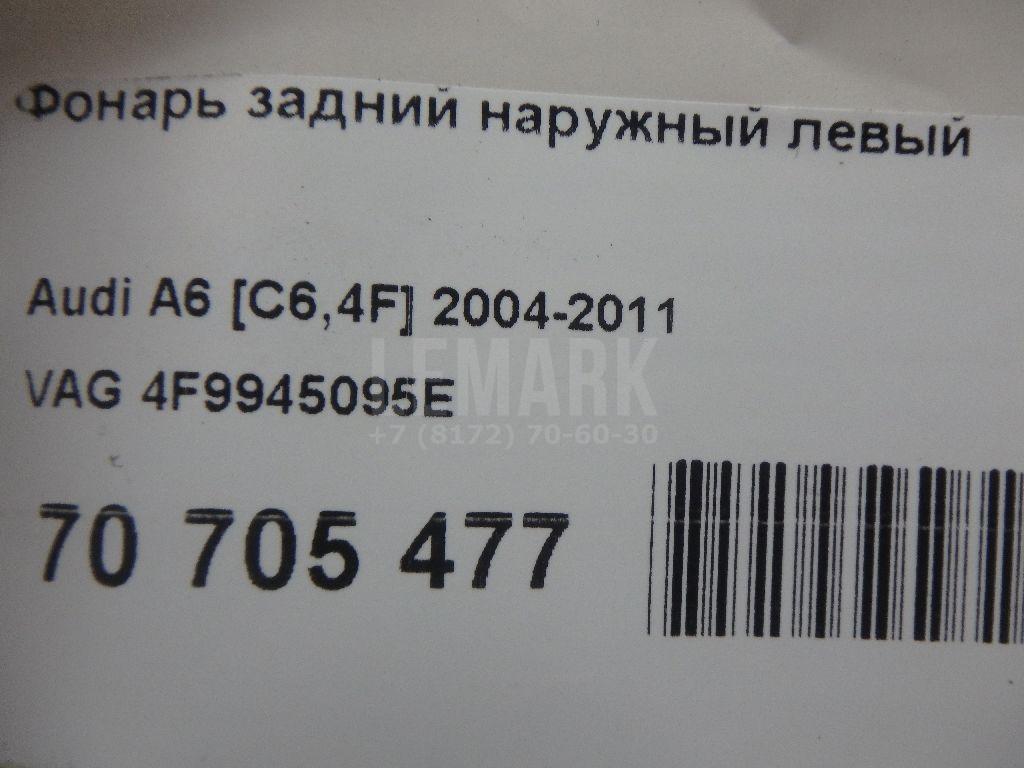 Фонарь задний наружный левый
Audi A6 [C6,4F] 2004-2011
LEMARK
VAG 4F9945095E
+7 (8172) 70-60-30
70 705 477